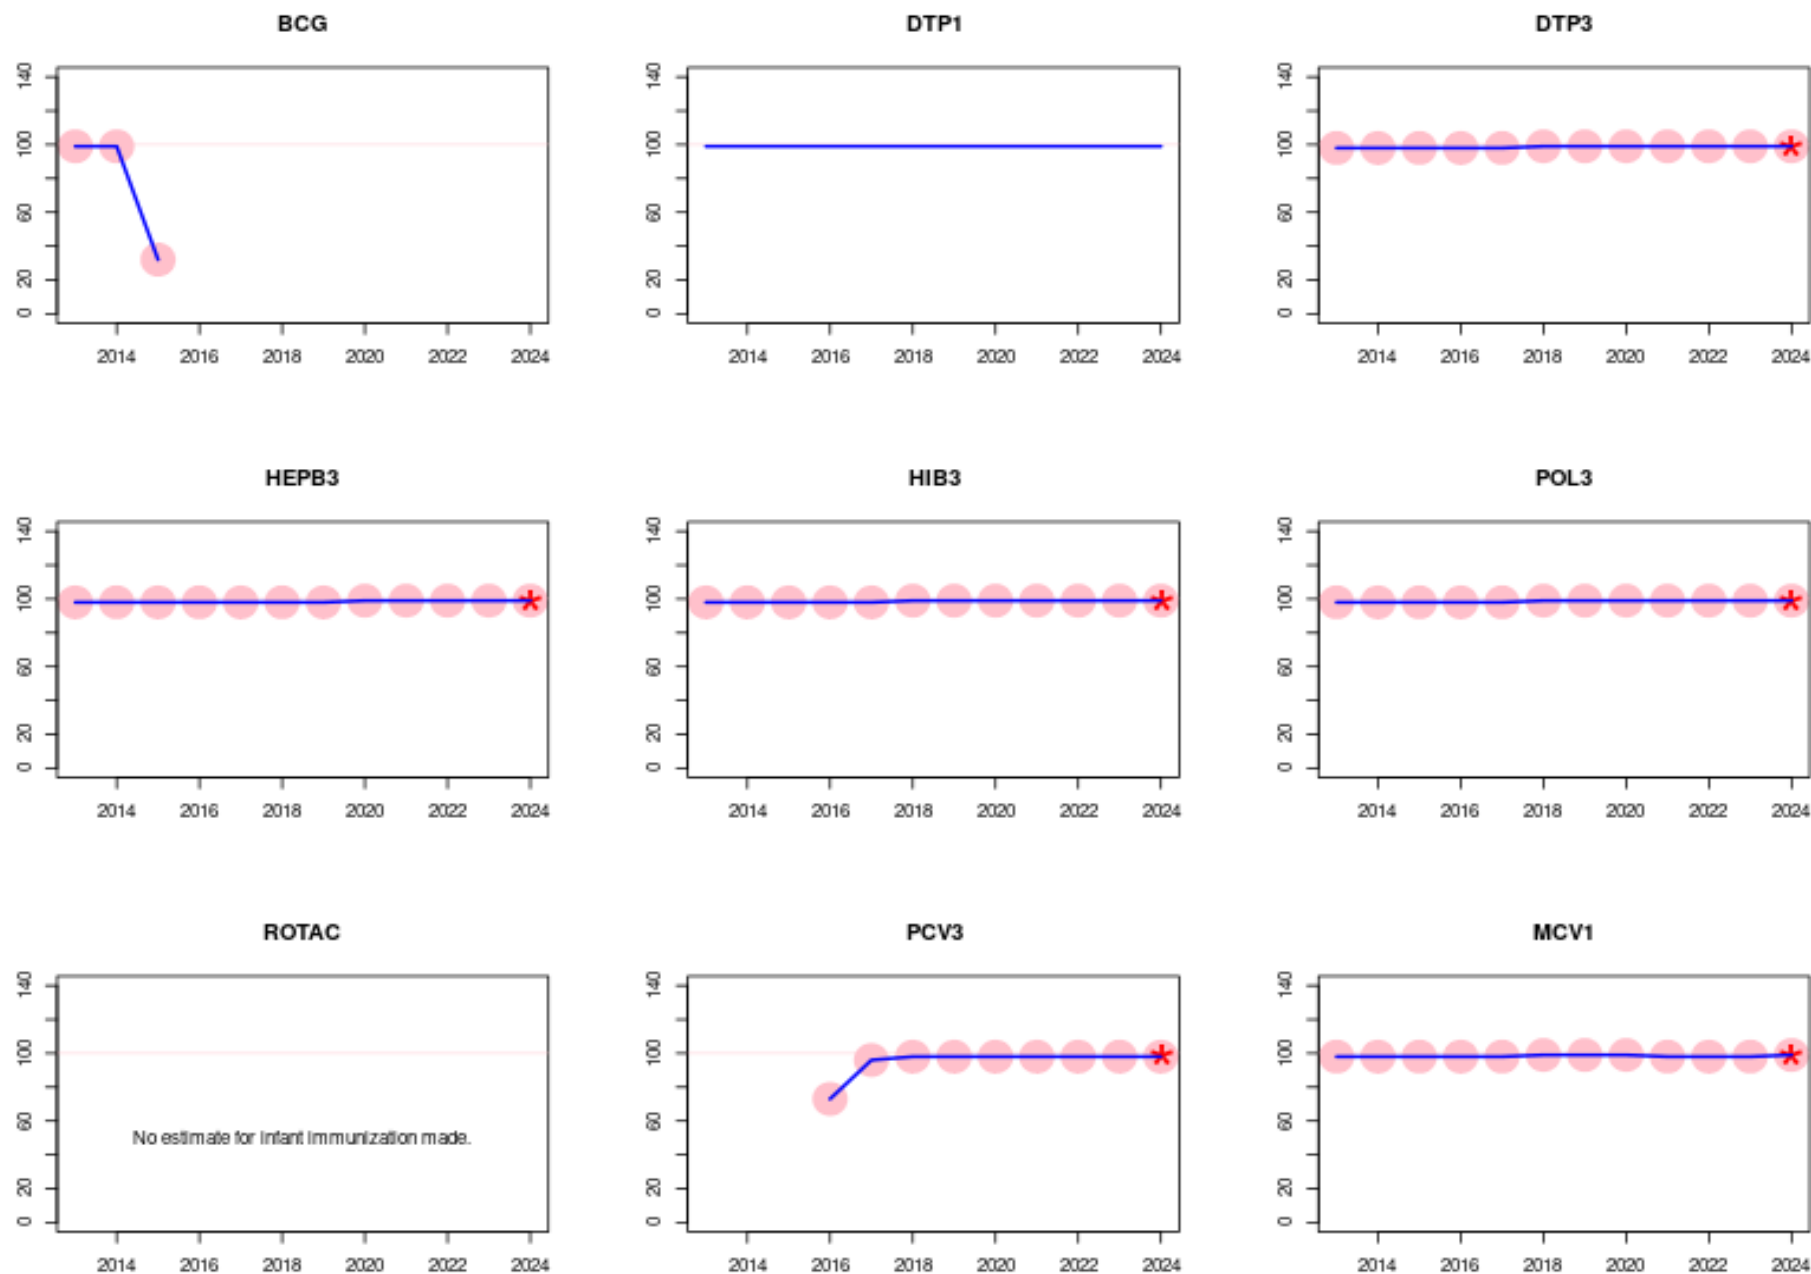 BCG DTP1 DTP3
140 140 140
100 100 100
60 60 60
20 20 20
0 0 0
2014 2016 2018 2020 2022 2024 2014 2016 2018 2020 2022 2024 2014 2016 2018 2020 2022 2024
HEPB3 HIB3 POL3
140 140 140
100 100 100
60 60 60
20 20 20
0 0 0
2014 2016 2018 2020 2022 2024 2014 2016 2018 2020 2022 2024 2014 2016 2018 2020 2022 2024
ROTAC PCV3 MCV1
140 140 140
100 100 100
60 60 60
No estimate for infant immunization made.
20 20 20
0 0 0
2014 2016 2018 2020 2022 2024 2014 2016 2018 2020 2022 2024 2014 2016 2018 2020 2022 2024